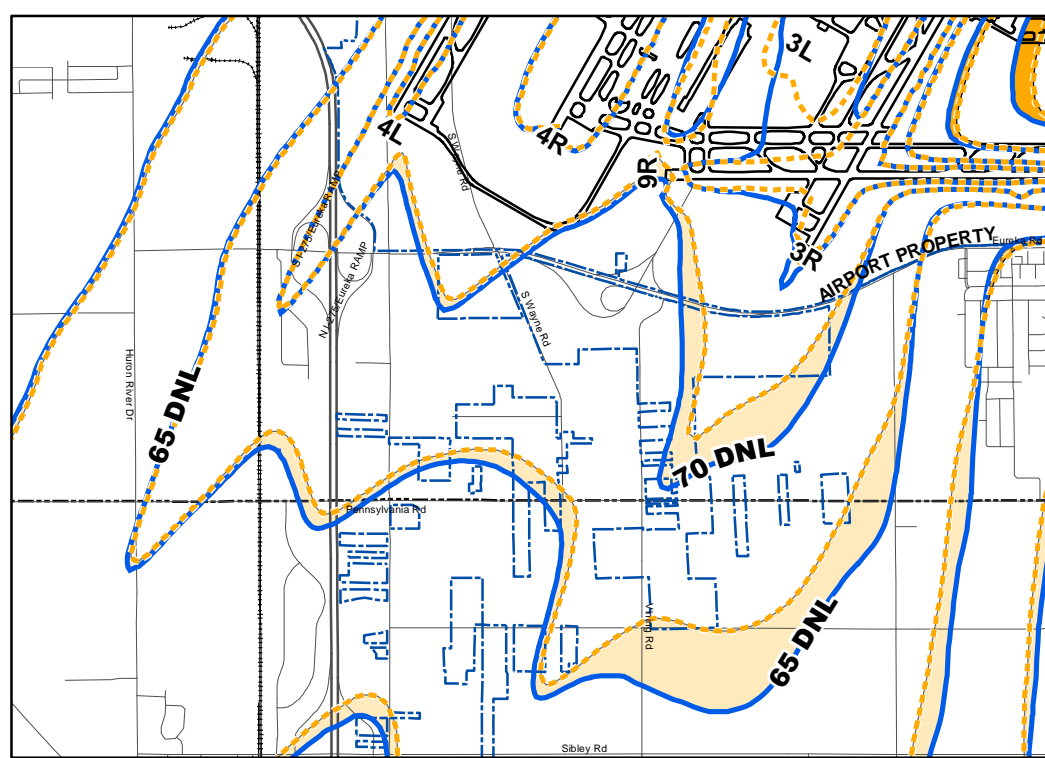 3L
4L
4R
S Wayne Rd
9R
S I-275/Eureka RAMP
N I-275/Eureka RAMP
3R
AIRPORT PROPERTY
Eureka Rd
S Wayne Rd
Huron River Dr
65 DNL
70 DNL
Pennsylvania Rd
Vining Rd
65 DNL
Sibley Rd